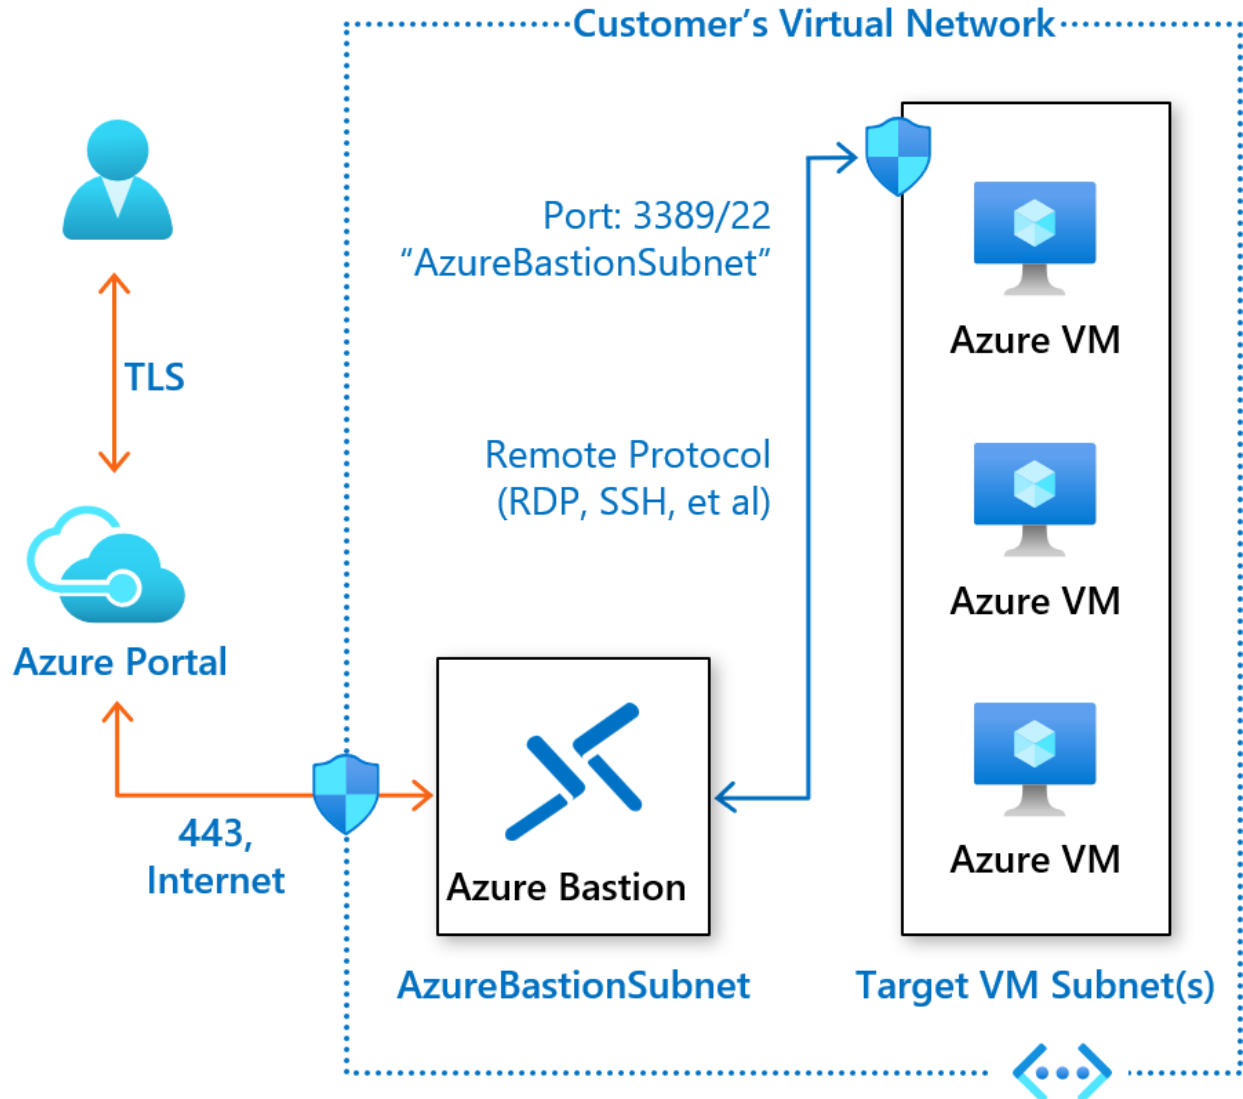 Customer’s Virtual Network
Port: 3389/22
“AzureBastionSubnet”
Azure VM
TLS
Remote Protocol
(RDP, SSH, et al)
Azure VM
Azure Portal
443,
Internet
Azure Bastion
Azure VM
AzureBastionSubnet
Target VM Subnet(s)